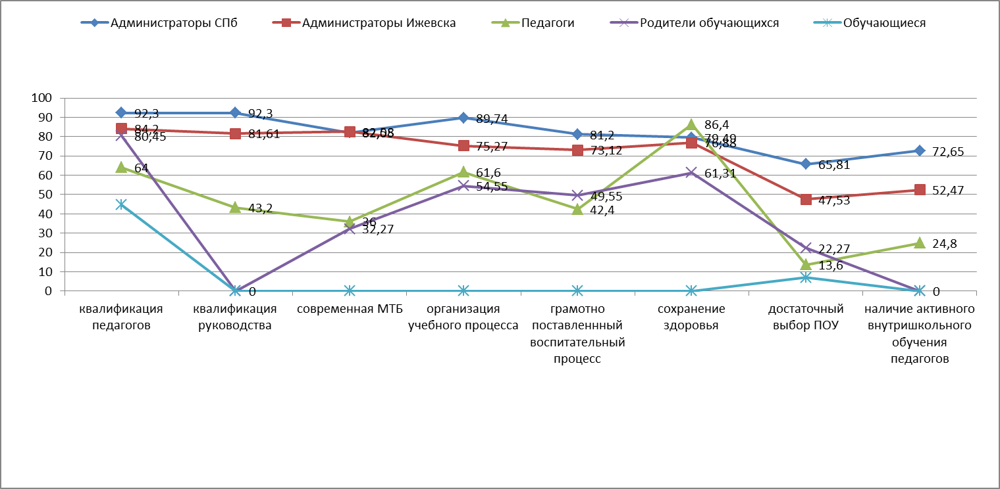 Администраторы СПб Администраторы Ижевска Педагоги Родители обучающихся Обучающиеся
100
90
80
70
60
50
40
30
20
10
0
92,3 92,3 89,74 81,2 79,49 65,81 72,65
84,2 81,61 75,27 73,12 76,88 47,53 52,47
64 43,2 36 61,6 42,4 86,4 13,6 24,8
80,45 0 32,27 54,55 49,55 61,31 22,27 0
квалификация педагогов
квалификация руководства
современная МТБ
организация учебного процесса
грамотно поставленнный воспитательный процесс
сохранение здоровья
достаточный выбор ПОУ
наличие активного внутришкольного обучения педагогов